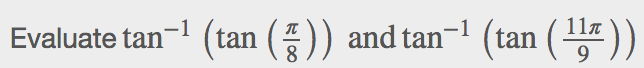 Evaluate tan⁻¹ (tan (π/8)) and tan⁻¹ (tan (11π/9))